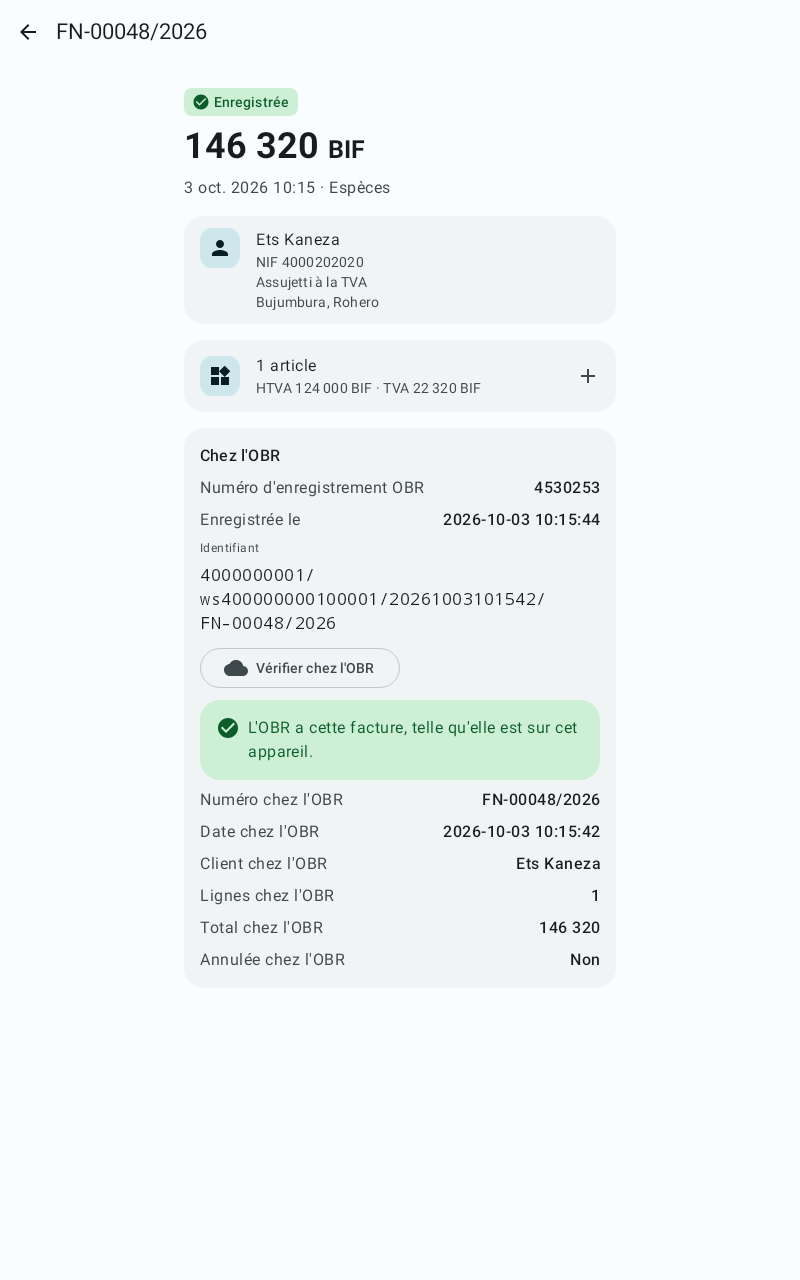 FN-00048/2026
Enregistrée
146 320 BIF
3 oct. 2026 10:15 · Espèces
Ets Kaneza
NIF 4000202020
Assujetti à la TVA
Bujumbura, Rohero
1 article
HTVA 124 000 BIF · TVA 22 320 BIF
Chez l'OBR
Numéro d'enregistrement OBR 4530253
Enregistrée le 2026-10-03 10:15:44
Identifiant
4000000001/
ws400000000100001/20261003101542/
FN-00048/2026
Vérifier chez l'OBR
L'OBR a cette facture, telle qu'elle est sur cet
appareil.
Numéro chez l'OBR FN-00048/2026
Date chez l'OBR 2026-10-03 10:15:42
Client chez l'OBR Ets Kaneza
Lignes chez l'OBR 1
Total chez l'OBR 146 320
Annulée chez l'OBR Non